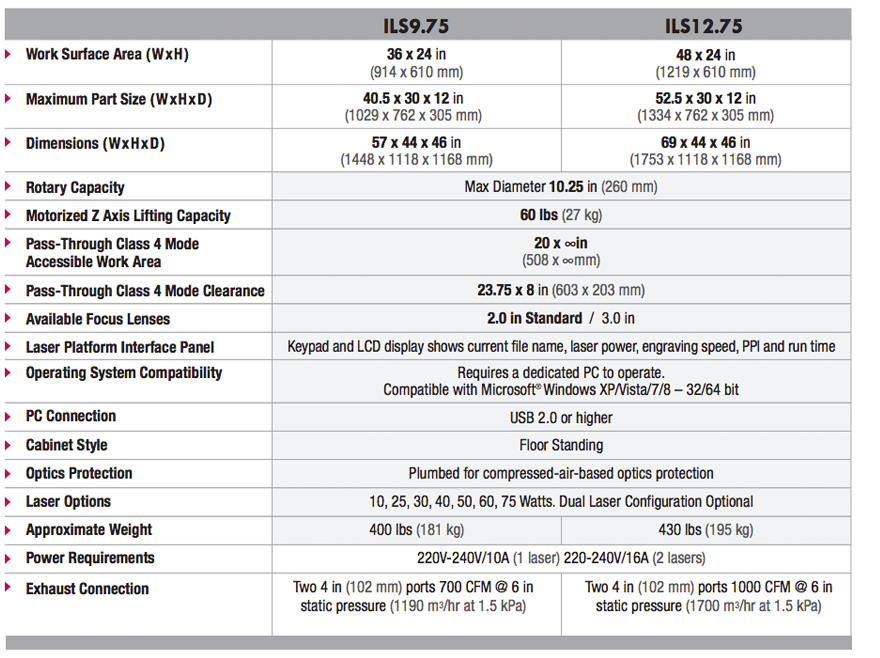 ILS9.75 ILS12.75
Work Surface Area (WxH) 36 x 24 in 48 x 24 in
(914 x 610 mm) (1219 x 610 mm)
Maximum Part Size (WxHxD) 40.5 x 30 x 12 in 52.5 x 30 x 12 in
(1029 x 762 x 305 mm) (1334 x 762 x 305 mm)
Dimensions (WxHxD) 57 x 44 x 46 in 69 x 44 x 46 in
(1448 x 1118 x 1168 mm) (1753 x 1118 x 1168 mm)
Rotary Capacity Max Diameter 10.25 in (260 mm)
Motorized Z Axis Lifting Capacity 60 lbs (27 kg)
Pass-Through Class 4 Mode 20 x ∞in
Accessible Work Area (508 x ∞mm)
Pass-Through Class 4 Mode Clearance 23.75 x 8 in (603 x 203 mm)
Available Focus Lenses 2.0 in Standard / 3.0 in
Laser Platform Interface Panel Keypad and LCD display shows current file name, laser power, engraving speed, PPI and run time
Operating System Compatibility Requires a dedicated PC to operate.
Compatible with Microsoft® Windows XP/Vista/7/8 – 32/64 bit
PC Connection USB 2.0 or higher
Cabinet Style Floor Standing
Optics Protection Plumbed for compressed-air-based optics protection
Laser Options 10, 25, 30, 40, 50, 60, 75 Watts. Dual Laser Configuration Optional
Approximate Weight 400 lbs (181 kg) 430 lbs (195 kg)
Power Requirements 220V-240V/10A (1 laser) 220-240V/16A (2 lasers)
Exhaust Connection Two 4 in (102 mm) ports 700 CFM @ 6 in Two 4 in (102 mm) ports 1000 CFM @ 6 in
static pressure (1190 m3/hr at 1.5 kPa) static pressure (1700 m3/hr at 1.5 kPa)